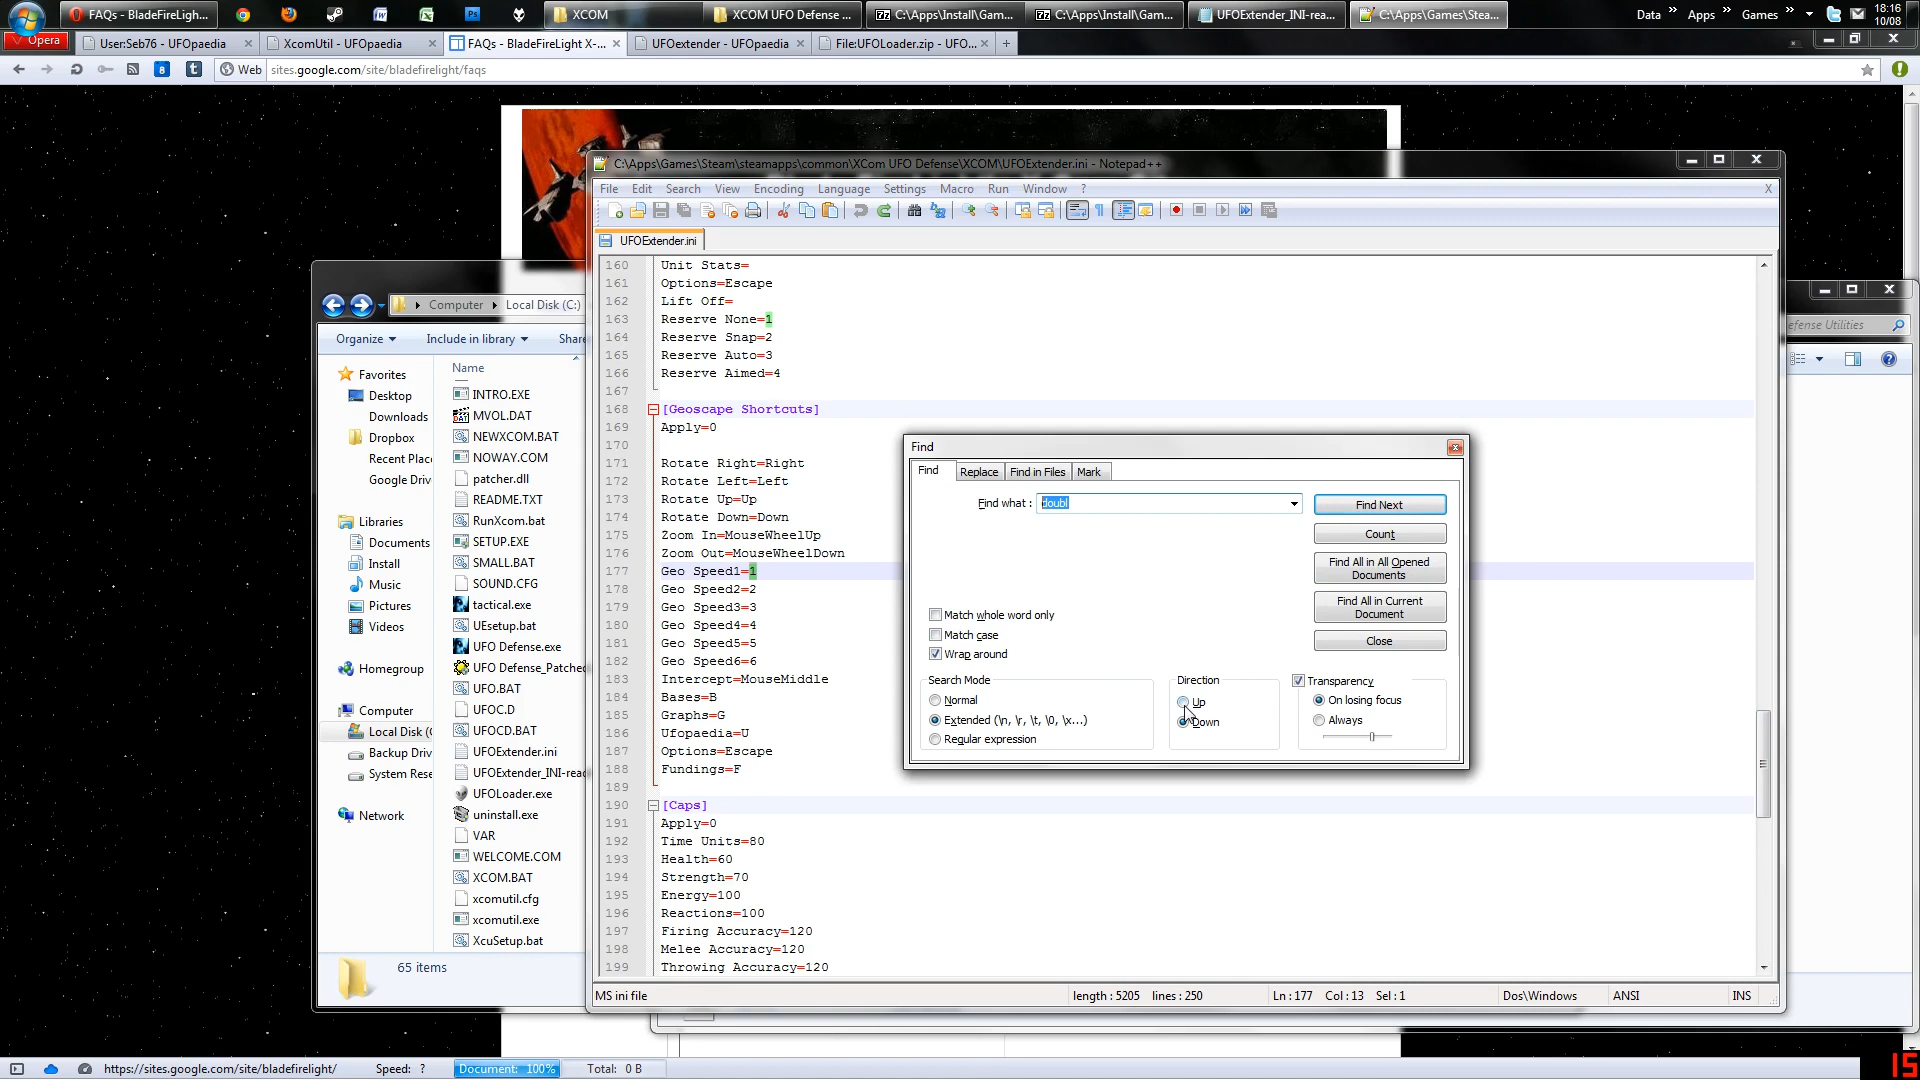 FAQs - BladeFireLigh...
XCOM
XCOM UFO Defense ...
C:\Apps\Install\Gam...
C:\Apps\Install\Gam...
UFOExtender_INI-rea...
C:\Apps\Games\Stea...
Data »
Apps »
Games »
18:16
10/08
Opera
User:Seb76 - UFOpaedia
XcomUtil - UFOpaedia
FAQs - BladeFireLight X-...
UFOextender - UFOpaedia
File:UFOLoader.zip - UFO...
Web
sites.google.com/site/bladefirelight/faqs
C:\Apps\Games\Steam\steamapps\common\XCom UFO Defense\XCOM\UFOExtender.ini - Notepad++
File Edit Search View Encoding Language Settings Macro Run Window ? X
UFOExtender.ini
160 Unit Stats=
161 Options=Escape
162 Lift Off=
163 Reserve None=1
164 Reserve Snap=2
165 Reserve Auto=3
166 Reserve Aimed=4
167
168 [Geoscape Shortcuts]
169 Apply=0
170
171 Rotate Right=Right
172 Rotate Left=Left
173 Rotate Up=Up
174 Rotate Down=Down
175 Zoom In=MouseWheelUp
176 Zoom Out=MouseWheelDown
177 Geo Speed1=1
178 Geo Speed2=2
179 Geo Speed3=3
180 Geo Speed4=4
181 Geo Speed5=5
182 Geo Speed6=6
183 Intercept=MouseMiddle
184 Bases=B
185 Graphs=G
186 Ufopaedia=U
187 Options=Escape
188 Fundings=F
189
190 [Caps]
191 Apply=0
192 Time Units=80
193 Health=60
194 Strength=70
195 Energy=100
196 Reactions=100
197 Firing Accuracy=120
198 Melee Accuracy=120
199 Throwing Accuracy=120
MS ini file
length : 5205 lines : 250
Ln : 177 Col : 13 Sel : 1
Dos\Windows
ANSI
INS
Find
Find Replace Find in Files Mark
Find what :
doubl
Find Next
Count
Find All in All Opened
Documents
Find All in Current
Document
Close
Match whole word only
Match case
Wrap around
Search Mode
Normal
Extended (\n, \r, \t, \0, \x...)
Regular expression
Direction
Up
Down
Transparency
On losing focus
Always
Computer
Local Disk (C:)
Organize
Include in library
Share
Favorites
Desktop
Downloads
Dropbox
Recent Plac
Google Driv
Libraries
Documents
Install
Music
Pictures
Videos
Homegroup
Computer
Local Disk (
Backup Driv
System Rese
Network
Name
INTRO.EXE
MVOL.DAT
NEWXCOM.BAT
NOWAY.COM
patcher.dll
README.TXT
RunXcom.bat
SETUP.EXE
SMALL.BAT
SOUND.CFG
tactical.exe
UEsetup.bat
UFO Defense.exe
UFO Defense_Patched
UFO.BAT
UFOC.D
UFOCD.BAT
UFOExtender.ini
UFOExtender_INI-read
UFOLoader.exe
uninstall.exe
VAR
WELCOME.COM
XCOM.BAT
xcomutil.cfg
xcomutil.exe
XcuSetup.bat
65 items
efense Utilities
https://sites.google.com/site/bladefirelight/
Speed: ?
Document: 100%
Total: 0 B
15